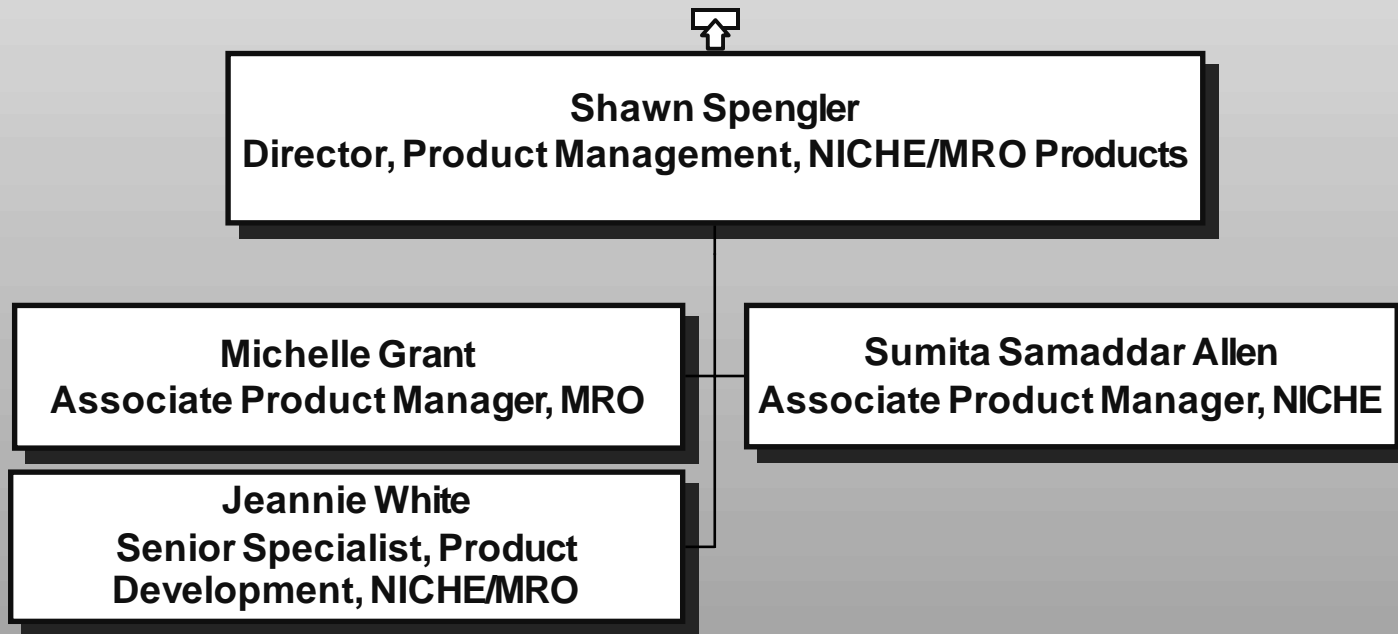 Shawn Spengler
Director, Product Management, NICHE/MRO Products
Michelle Grant
Associate Product Manager, MRO
Sumita Samaddar Allen
Associate Product Manager, NICHE
Jeannie White
Senior Specialist, Product
Development, NICHE/MRO